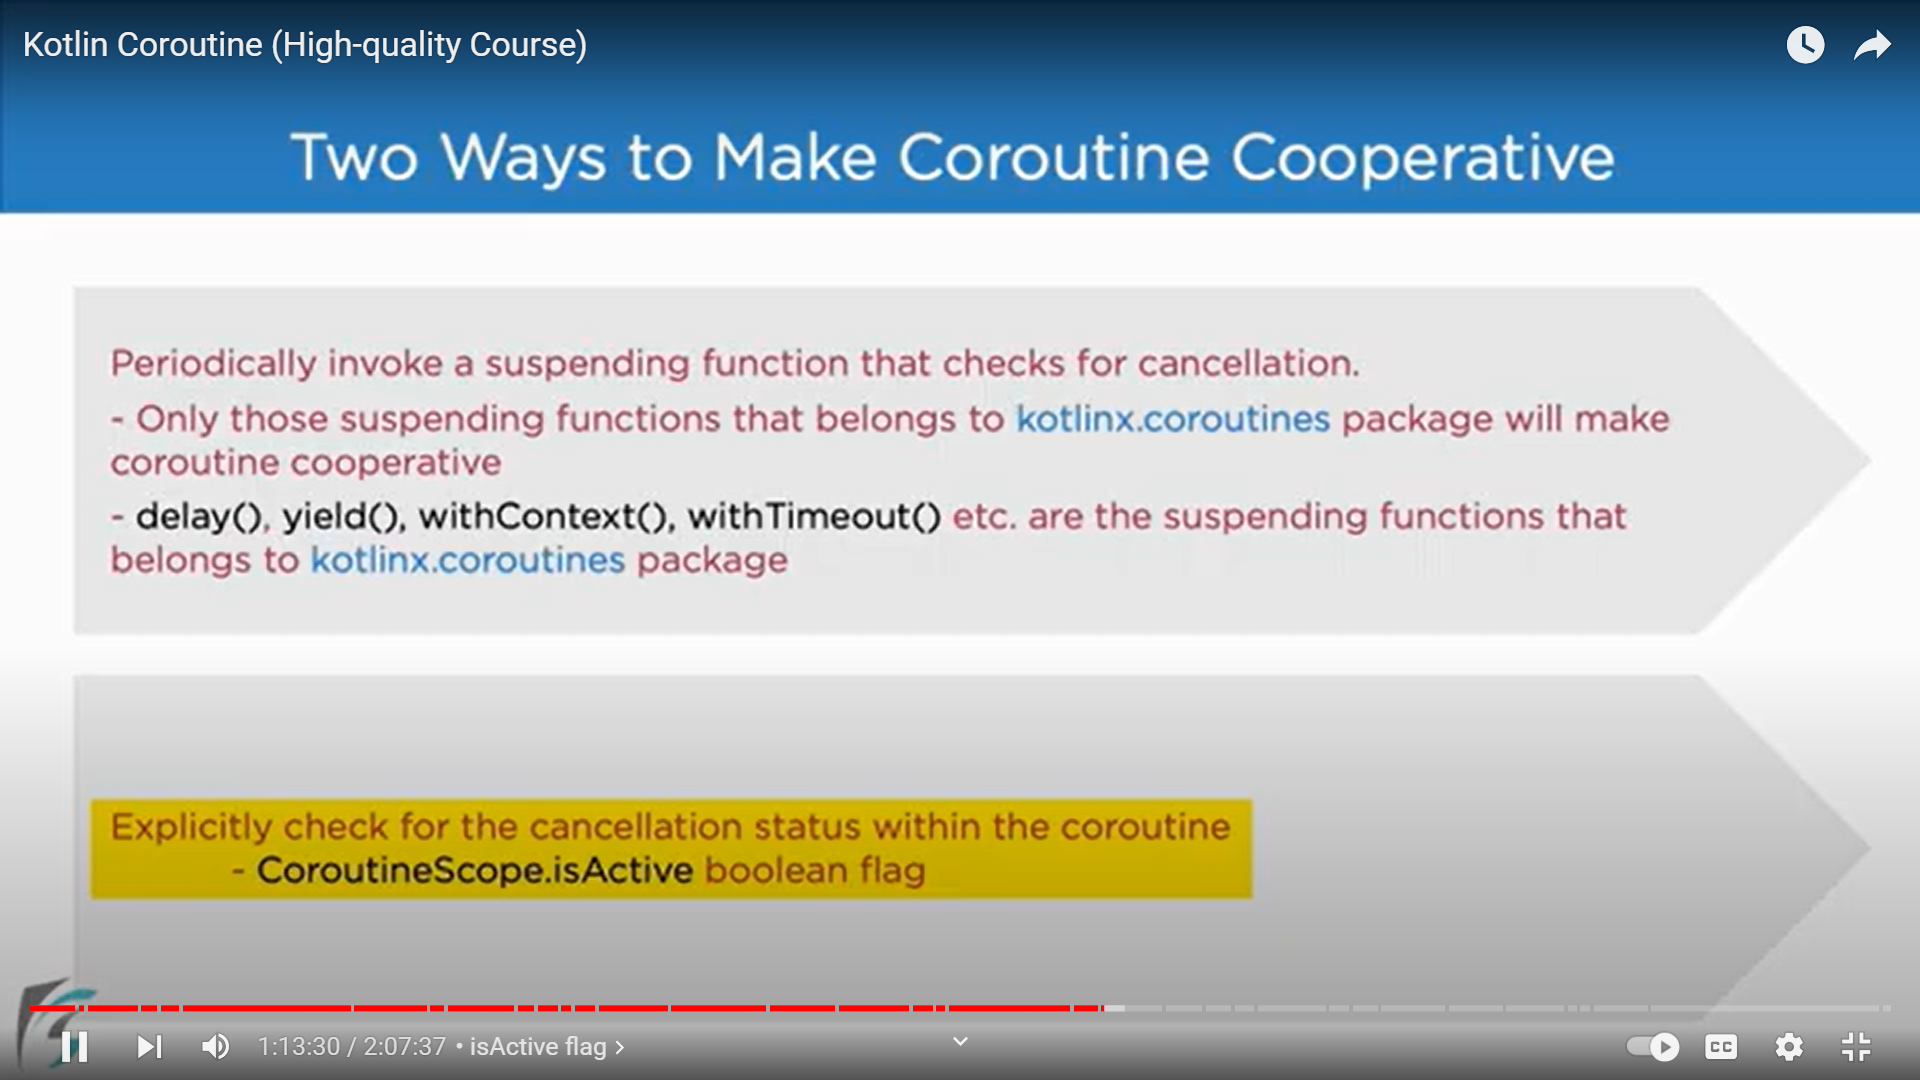 Kotlin Coroutine (High-quality Course)
Two Ways to Make Coroutine Cooperative
Periodically invoke a suspending function that checks for cancellation.
- Only those suspending functions that belongs to kotlinx.coroutines package will make
coroutine cooperative
- delay(), yield(), withContext(), withTimeout() etc. are the suspending functions that
belongs to kotlinx.coroutines package
Explicitly check for the cancellation status within the coroutine
- CoroutineScope.isActive boolean flag
1:13:30 / 2:07:37 • isActive flag >
CC